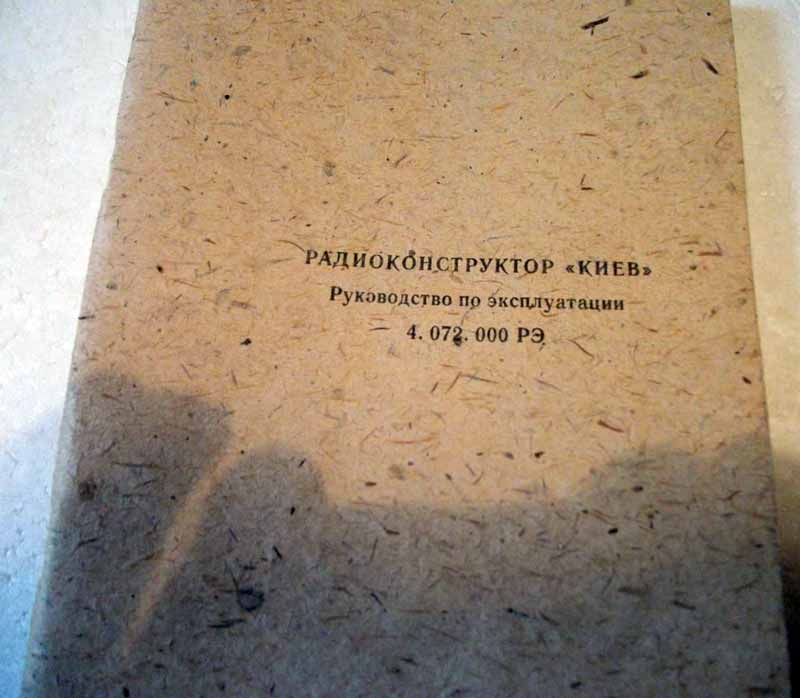 РАДИОКОНСТРУКТОР «КИЕВ»
Руководство по эксплуатации
4. 072. 000 РЭ